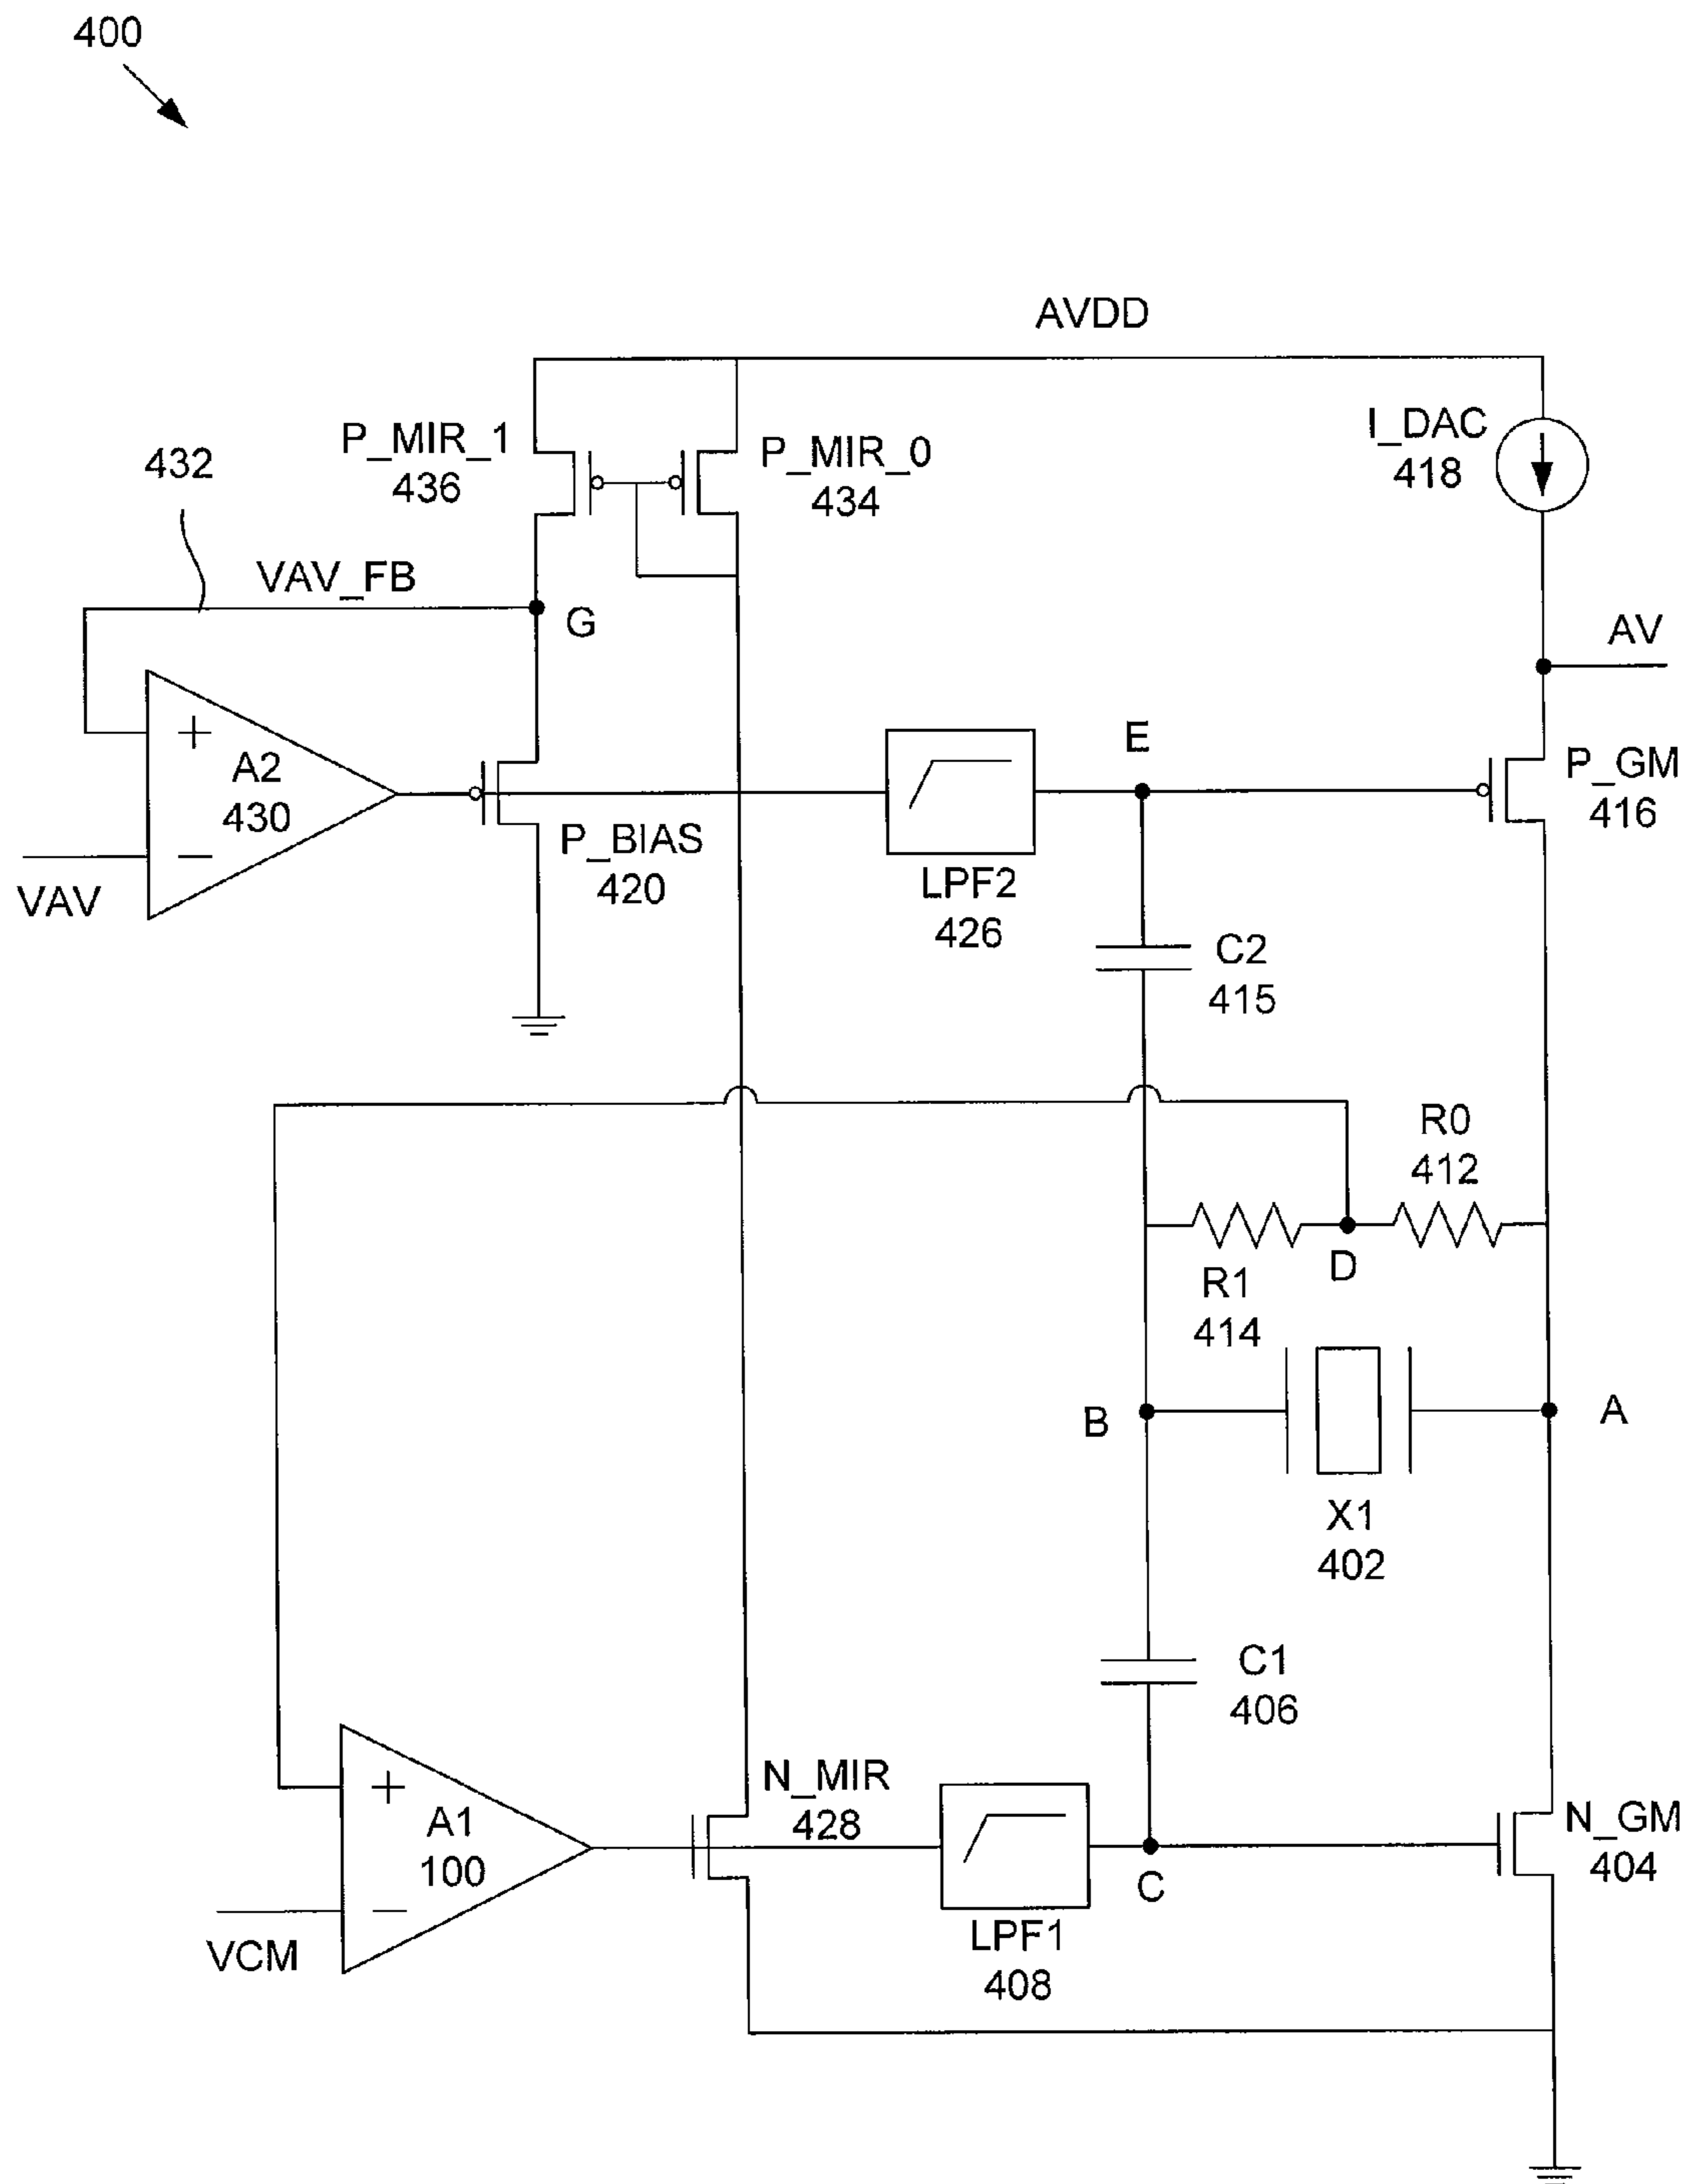 400
AVDD
P_MIR_1
436
P_MIR_0
434
I_DAC
418
432
VAV_FB
G
AV
+
A2
430
−
VAV
P_BIAS
420
LPF2
426
E
P_GM
416
C2
415
R0
412
D
R1
414
B
A
X1
402
C1
406
+
A1
100
−
VCM
N_MIR
428
LPF1
408
C
N_GM
404